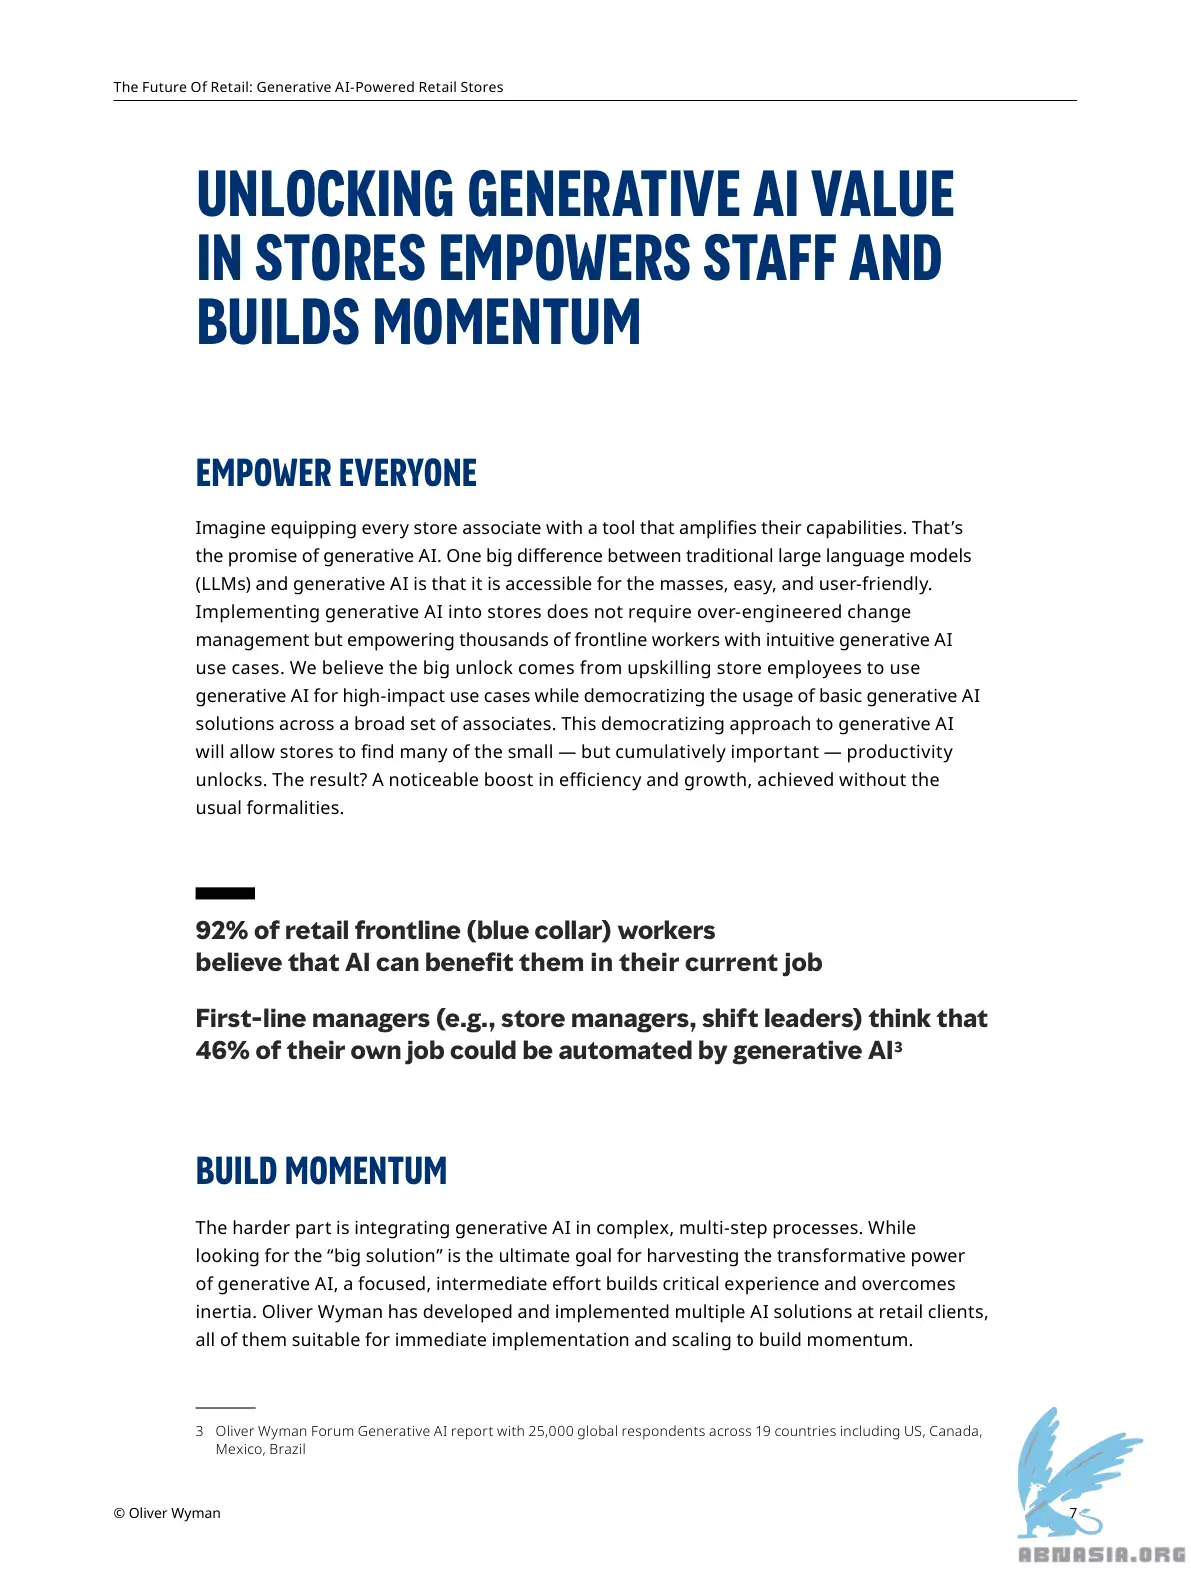 The Future Of Retail: Generative AI-Powered Retail Stores
UNLOCKING GENERATIVE AI VALUE
IN STORES EMPOWERS STAFF AND
BUILDS MOMENTUM
EMPOWER EVERYONE
Imagine equipping every store associate with a tool that amplifies their capabilities. That’s
the promise of generative AI. One big difference between traditional large language models
(LLMs) and generative AI is that it is accessible for the masses, easy, and user-friendly.
Implementing generative AI into stores does not require over-engineered change
management but empowering thousands of frontline workers with intuitive generative AI
use cases. We believe the big unlock comes from upskilling store employees to use
generative AI for high-impact use cases while democratizing the usage of basic generative AI
solutions across a broad set of associates. This democratizing approach to generative AI
will allow stores to find many of the small — but cumulatively important — productivity
unlocks. The result? A noticeable boost in efficiency and growth, achieved without the
usual formalities.
92% of retail frontline (blue collar) workers
believe that AI can benefit them in their current job
First-line managers (e.g., store managers, shift leaders) think that
46% of their own job could be automated by generative AI³
BUILD MOMENTUM
The harder part is integrating generative AI in complex, multi-step processes. While
looking for the “big solution” is the ultimate goal for harvesting the transformative power
of generative AI, a focused, intermediate effort builds critical experience and overcomes
inertia. Oliver Wyman has developed and implemented multiple AI solutions at retail clients,
all of them suitable for immediate implementation and scaling to build momentum.
3 Oliver Wyman Forum Generative AI report with 25,000 global respondents across 19 countries including US, Canada,
Mexico, Brazil
© Oliver Wyman
7
ABNASIA.ORG